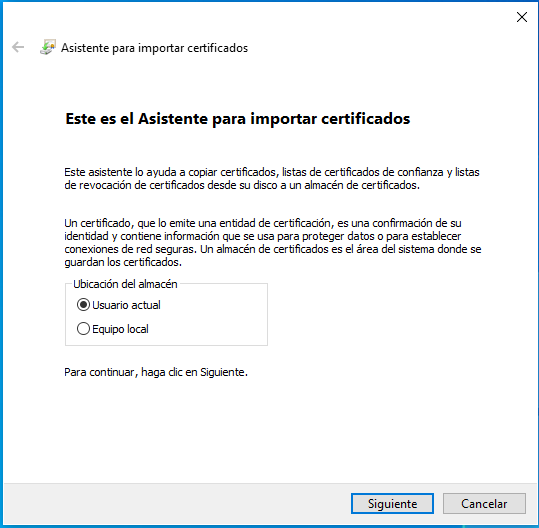 Asistente para importar certificados
Este es el Asistente para importar certificados
Este asistente lo ayuda a copiar certificados, listas de certificados de confianza y listas
de revocación de certificados desde su disco a un almacén de certificados.
Un certificado, que lo emite una entidad de certificación, es una confirmación de su
identidad y contiene información que se usa para proteger datos o para establecer
conexiones de red seguras. Un almacén de certificados es el área del sistema donde se
guardan los certificados.
Ubicación del almacén
Usuario actual
Equipo local
Para continuar, haga clic en Siguiente.
Siguiente
Cancelar